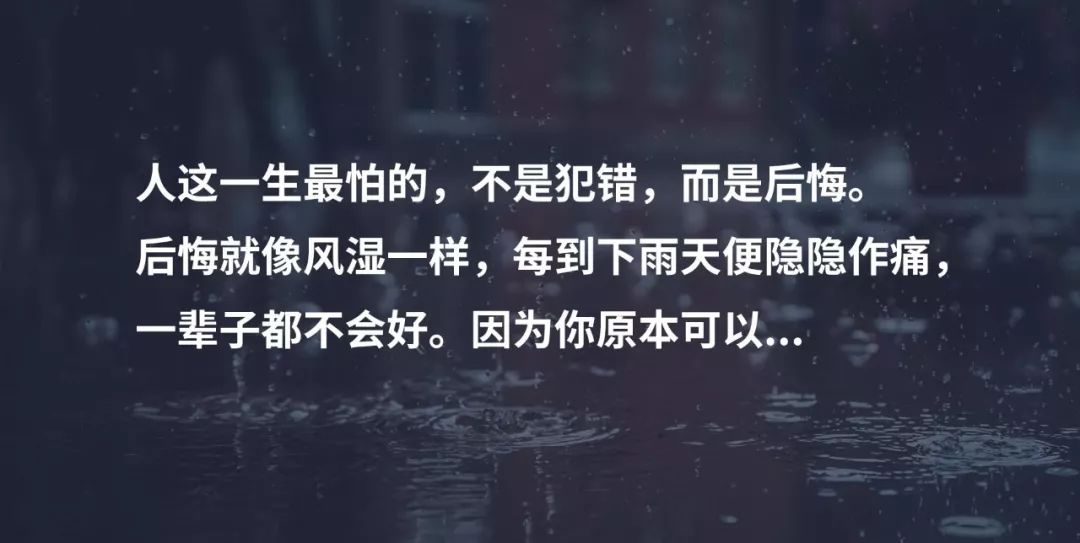 人这一生最怕的，不是犯错，而是后悔。
后悔就像风湿一样，每到下雨天便隐隐作痛，
一辈子都不会好。因为你原本可以...